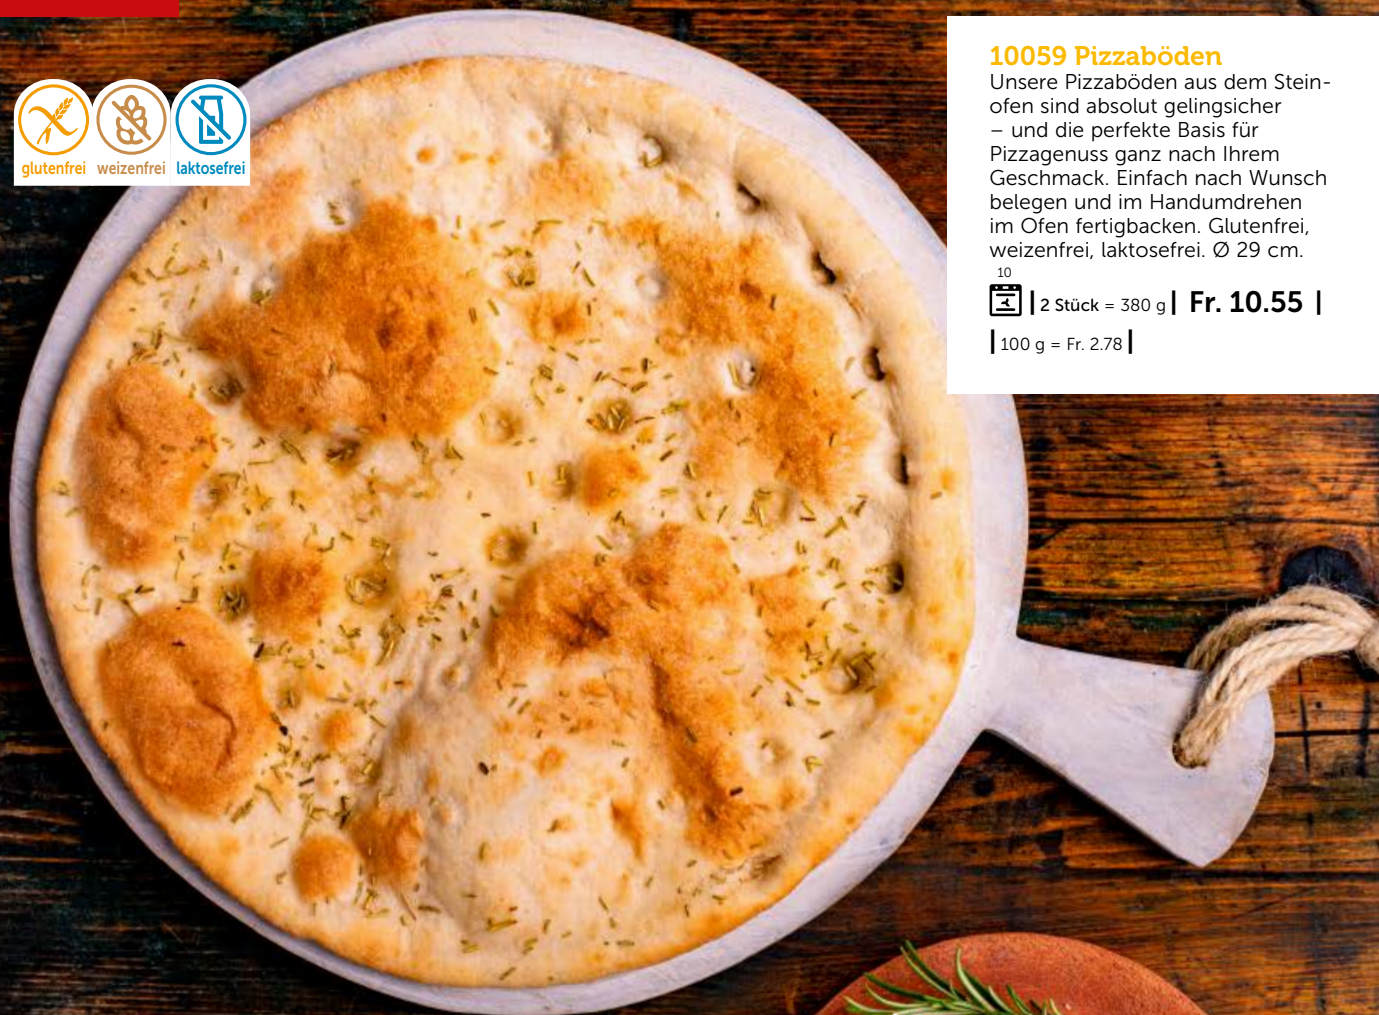 glutenfrei weizenfrei laktosefrei
10059 Pizzaböden
Unsere Pizzaböden aus dem Stein-
ofen sind absolut gelingsicher
– und die perfekte Basis für
Pizzagenuss ganz nach Ihrem
Geschmack. Einfach nach Wunsch
belegen und im Handumdrehen
im Ofen fertigbacken. Glutenfrei,
weizenfrei, laktosefrei. Ø 29 cm.
10
| 2 Stück = 380 g | Fr. 10.55 |
| 100 g = Fr. 2.78 |